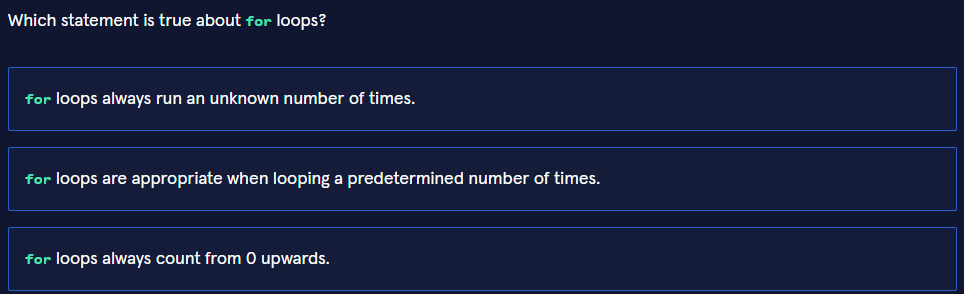 Which statement is true about for loops?
for loops always run an unknown number of times.
for loops are appropriate when looping a predetermined number of times.
for loops always count from 0 upwards.